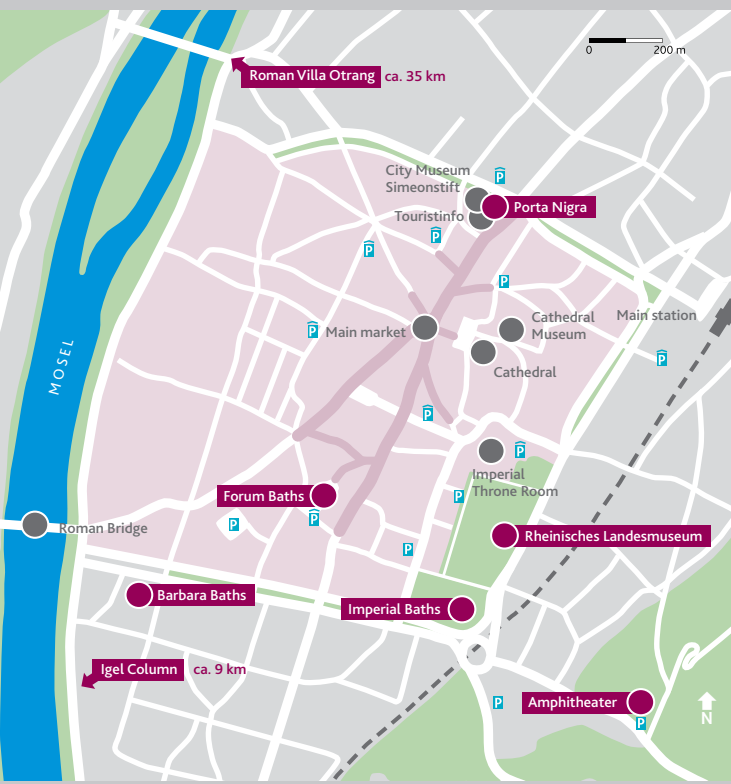 0 200 m
Roman Villa Otrang ca. 35 km
City Museum
Simeonstift
P
Porta Nigra
Touristinfo
P
P
P
Main station
Cathedral
Museum
P
Main market
P
Cathedral
P
Imperial
Throne Room
P
Forum Baths
P
P
P
Roman Bridge
Rheinisches Landesmuseum
P
Barbara Baths
Imperial Baths
Igel Column ca. 9 km
P
Amphitheater
P
N
MOSEL